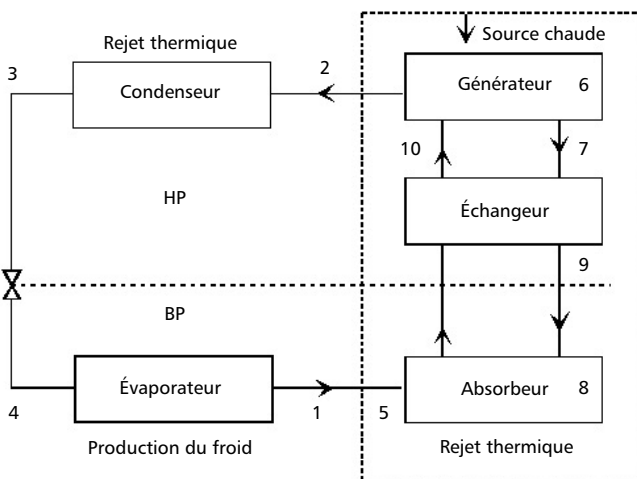 Source chaude
Rejet thermique
3
2
Condenseur
Générateur 6
10
7
HP
Échangeur
9
BP
Évaporateur
Absorbeur 8
4
1
5
Production du froid
Rejet thermique